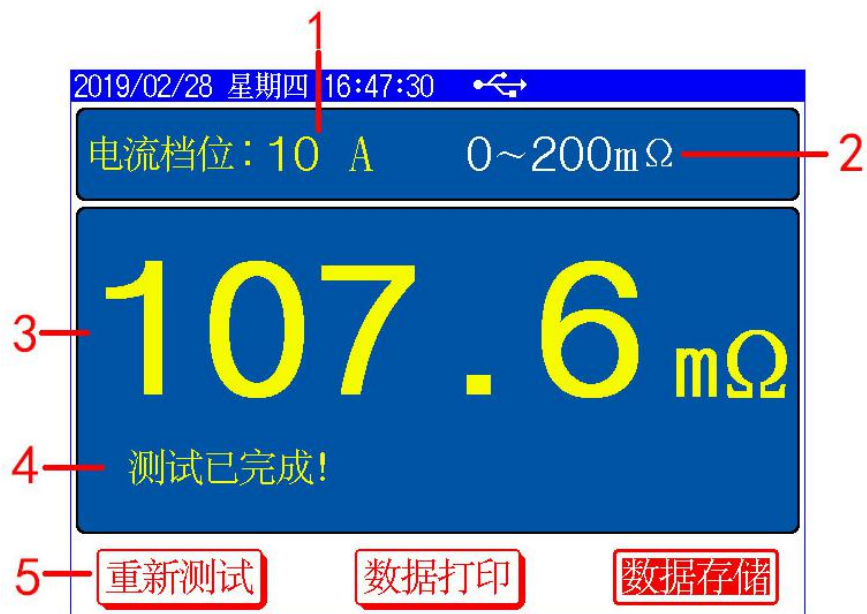 1
2019/02/28 星期四 16:47:30
电流档位：10 A 0～200mΩ 2
3 107.6 mΩ
4 测试已完成！
5 重新测试 数据打印 数据存储